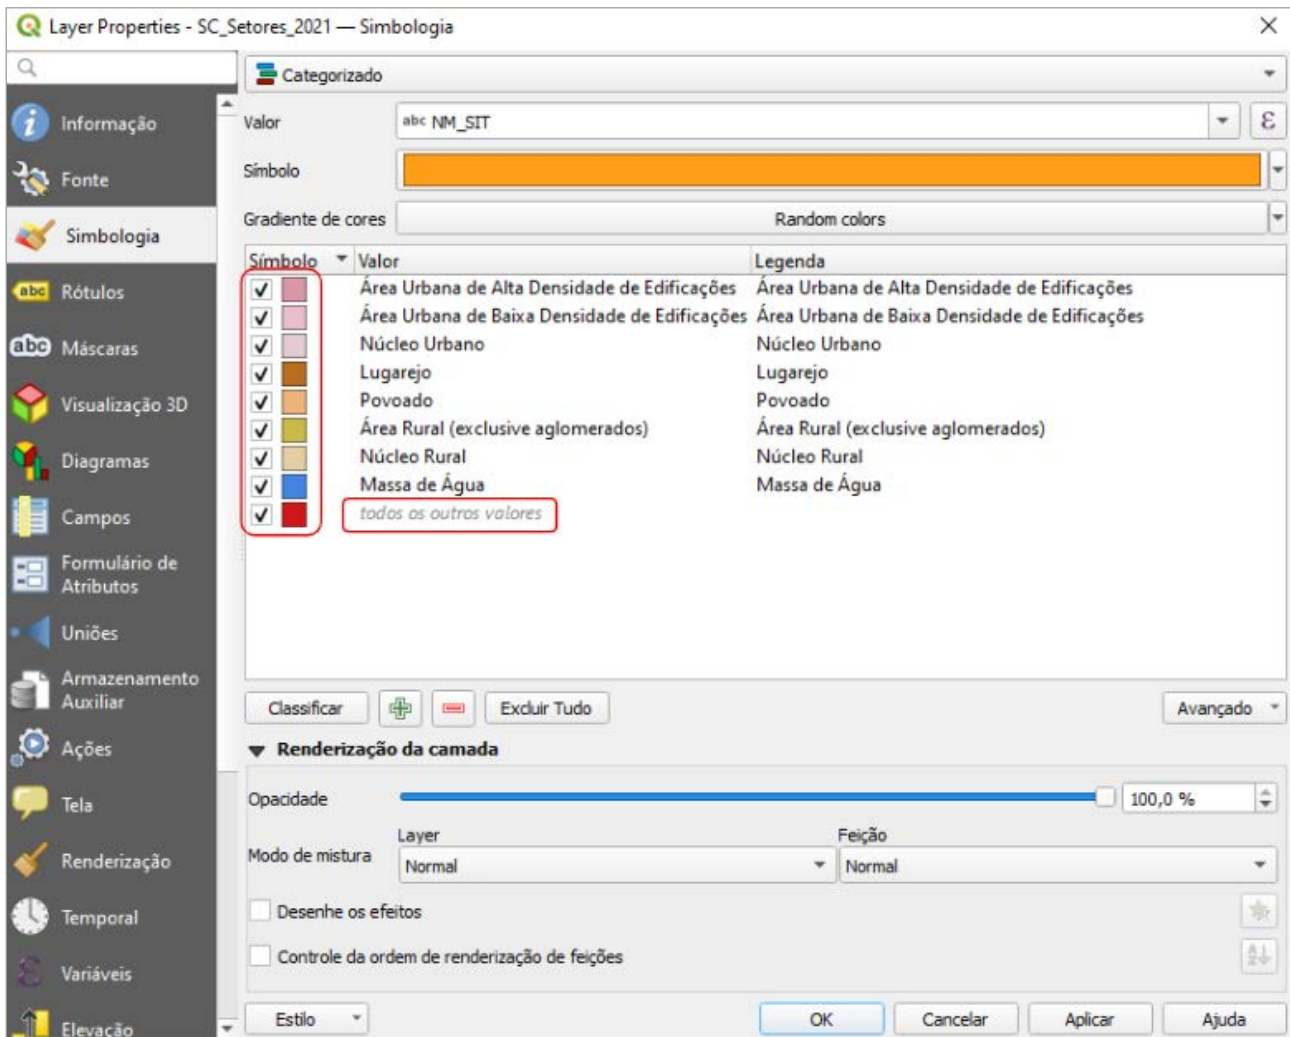 Layer Properties - SC_Setores_2021 — Simbologia
Categorizado
Informação
Fonte
Simbologia
abc Rótulos
abc Máscaras
Visualização 3D
Diagramas
Campos
Formulário de
Atributos
Uniões
Armazenamento
Auxiliar
Ações
Tela
Renderização
Temporal
Variáveis
Elevação
Valor abc NM_SIT ε
Símbolo
Gradiente de cores Random colors
Símbolo Valor Legenda
Área Urbana de Alta Densidade de Edificações Área Urbana de Alta Densidade de Edificações
Área Urbana de Baixa Densidade de Edificações Área Urbana de Baixa Densidade de Edificações
Núcleo Urbano Núcleo Urbano
Lugarejo Lugarejo
Povoado Povoado
Área Rural (exclusive aglomerados) Área Rural (exclusive aglomerados)
Núcleo Rural Núcleo Rural
Massa de Água Massa de Água
todos os outros valores
Classificar Excluir Tudo Avançado
Renderização da camada
Opacidade 100,0 %
Layer Feição
Modo de mistura Normal Normal
Desenhe os efeitos
Controle da ordem de renderização de feições
Estilo OK Cancelar Aplicar Ajuda